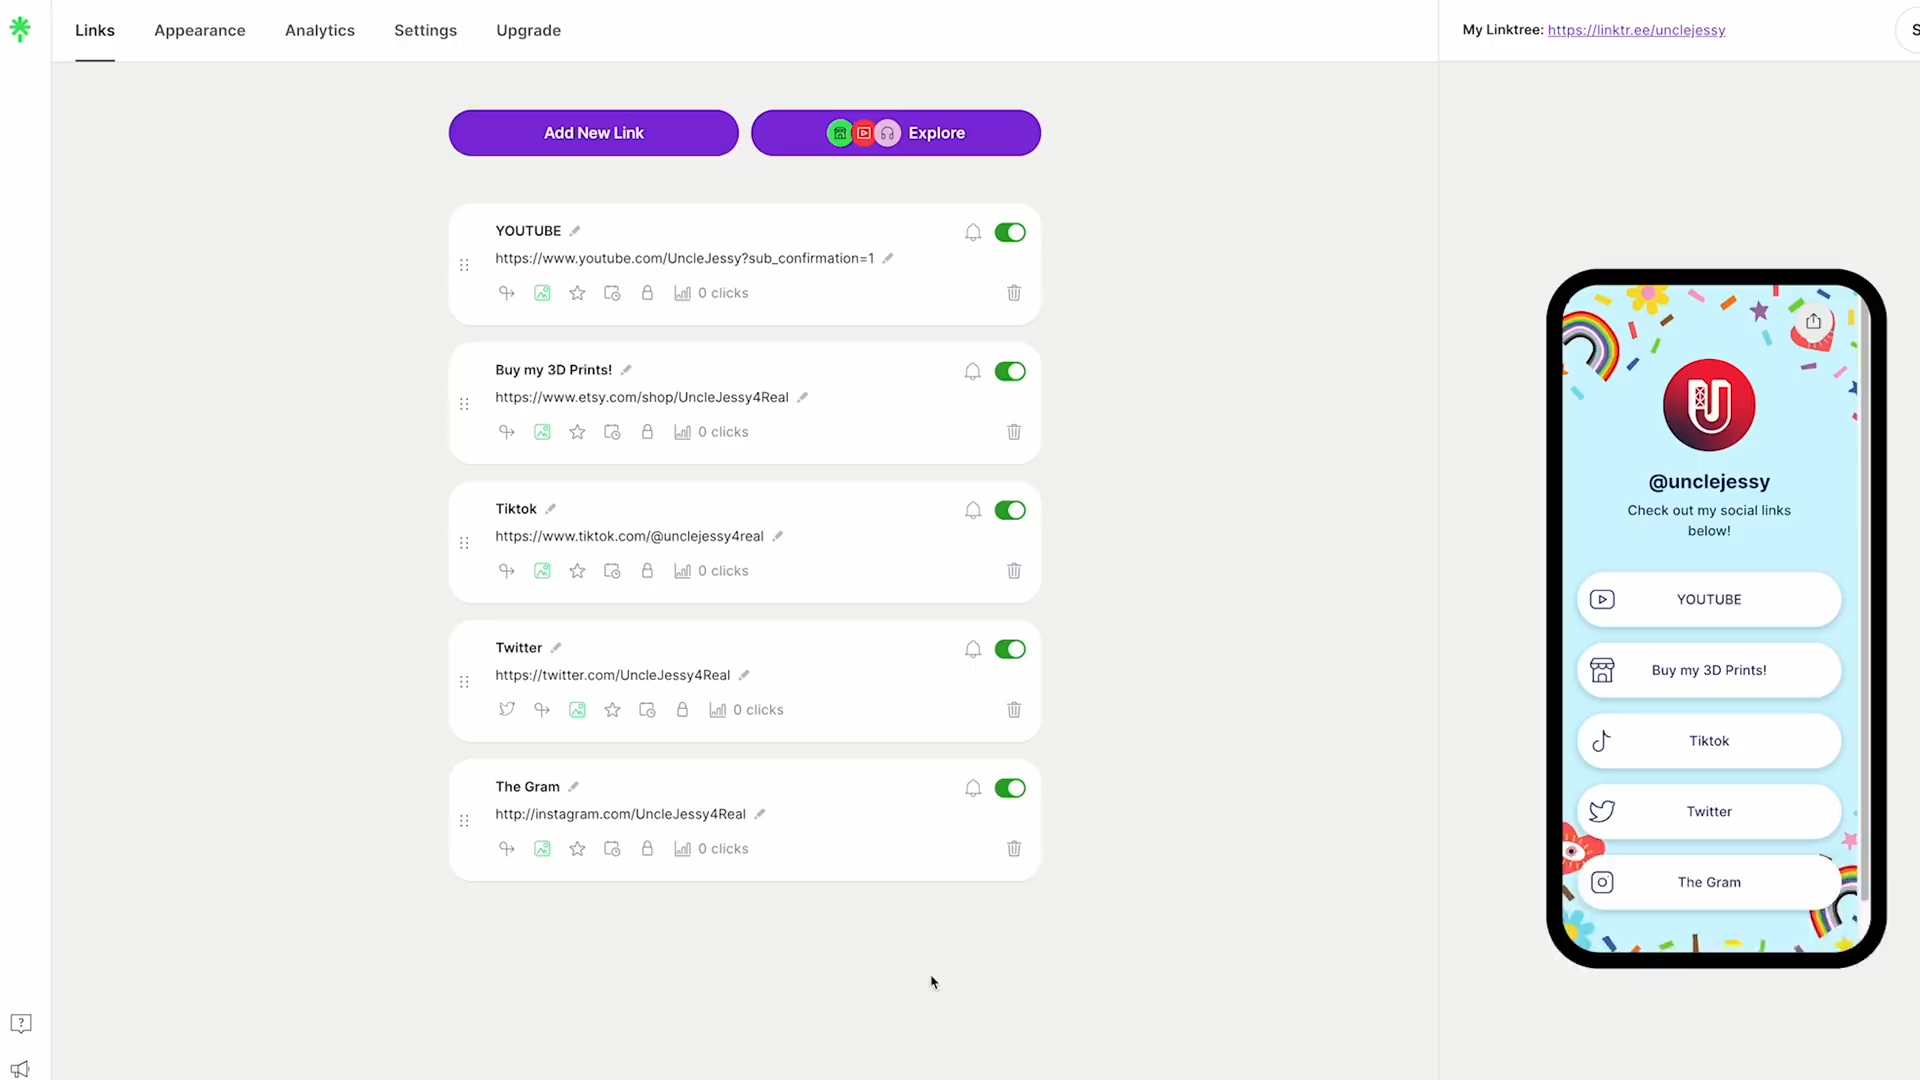 Links
Appearance
Analytics
Settings
Upgrade
My Linktree: https://linktr.ee/unclejessy
S
Add New Link
Explore
YOUTUBE
https://www.youtube.com/UncleJessy?sub_confirmation=1
0 clicks
Buy my 3D Prints!
https://www.etsy.com/shop/UncleJessy4Real
0 clicks
Tiktok
https://www.tiktok.com/@unclejessy4real
0 clicks
Twitter
https://twitter.com/UncleJessy4Real
0 clicks
The Gram
http://instagram.com/UncleJessy4Real
0 clicks
@unclejessy
Check out my social links
below!
YOUTUBE
Buy my 3D Prints!
Tiktok
Twitter
The Gram